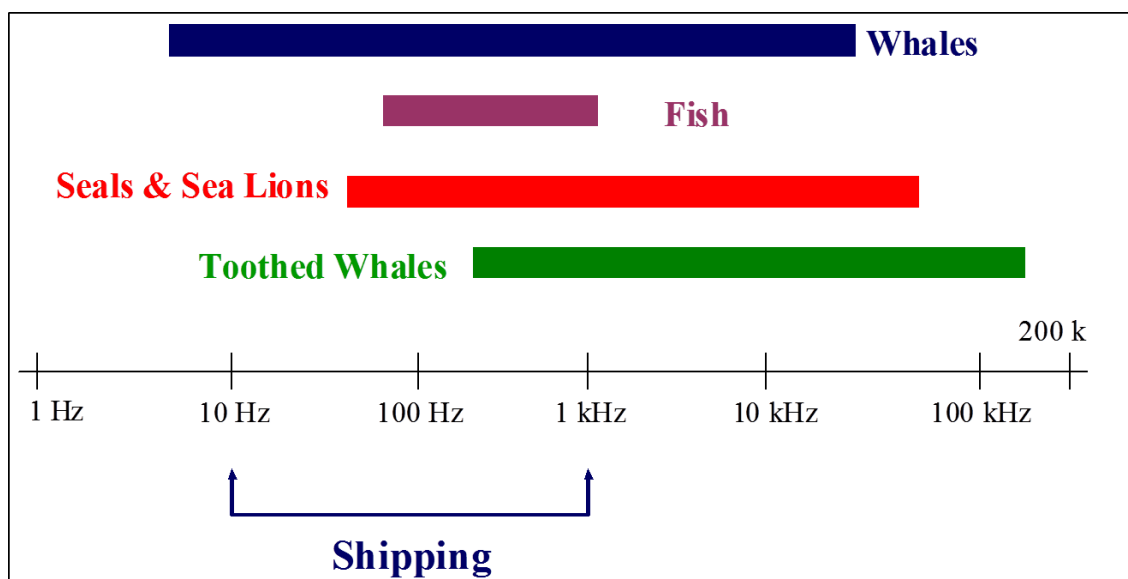 Whales
Fish
Seals & Sea Lions
Toothed Whales
200 k
1 Hz 10 Hz 100 Hz 1 kHz 10 kHz 100 kHz
Shipping